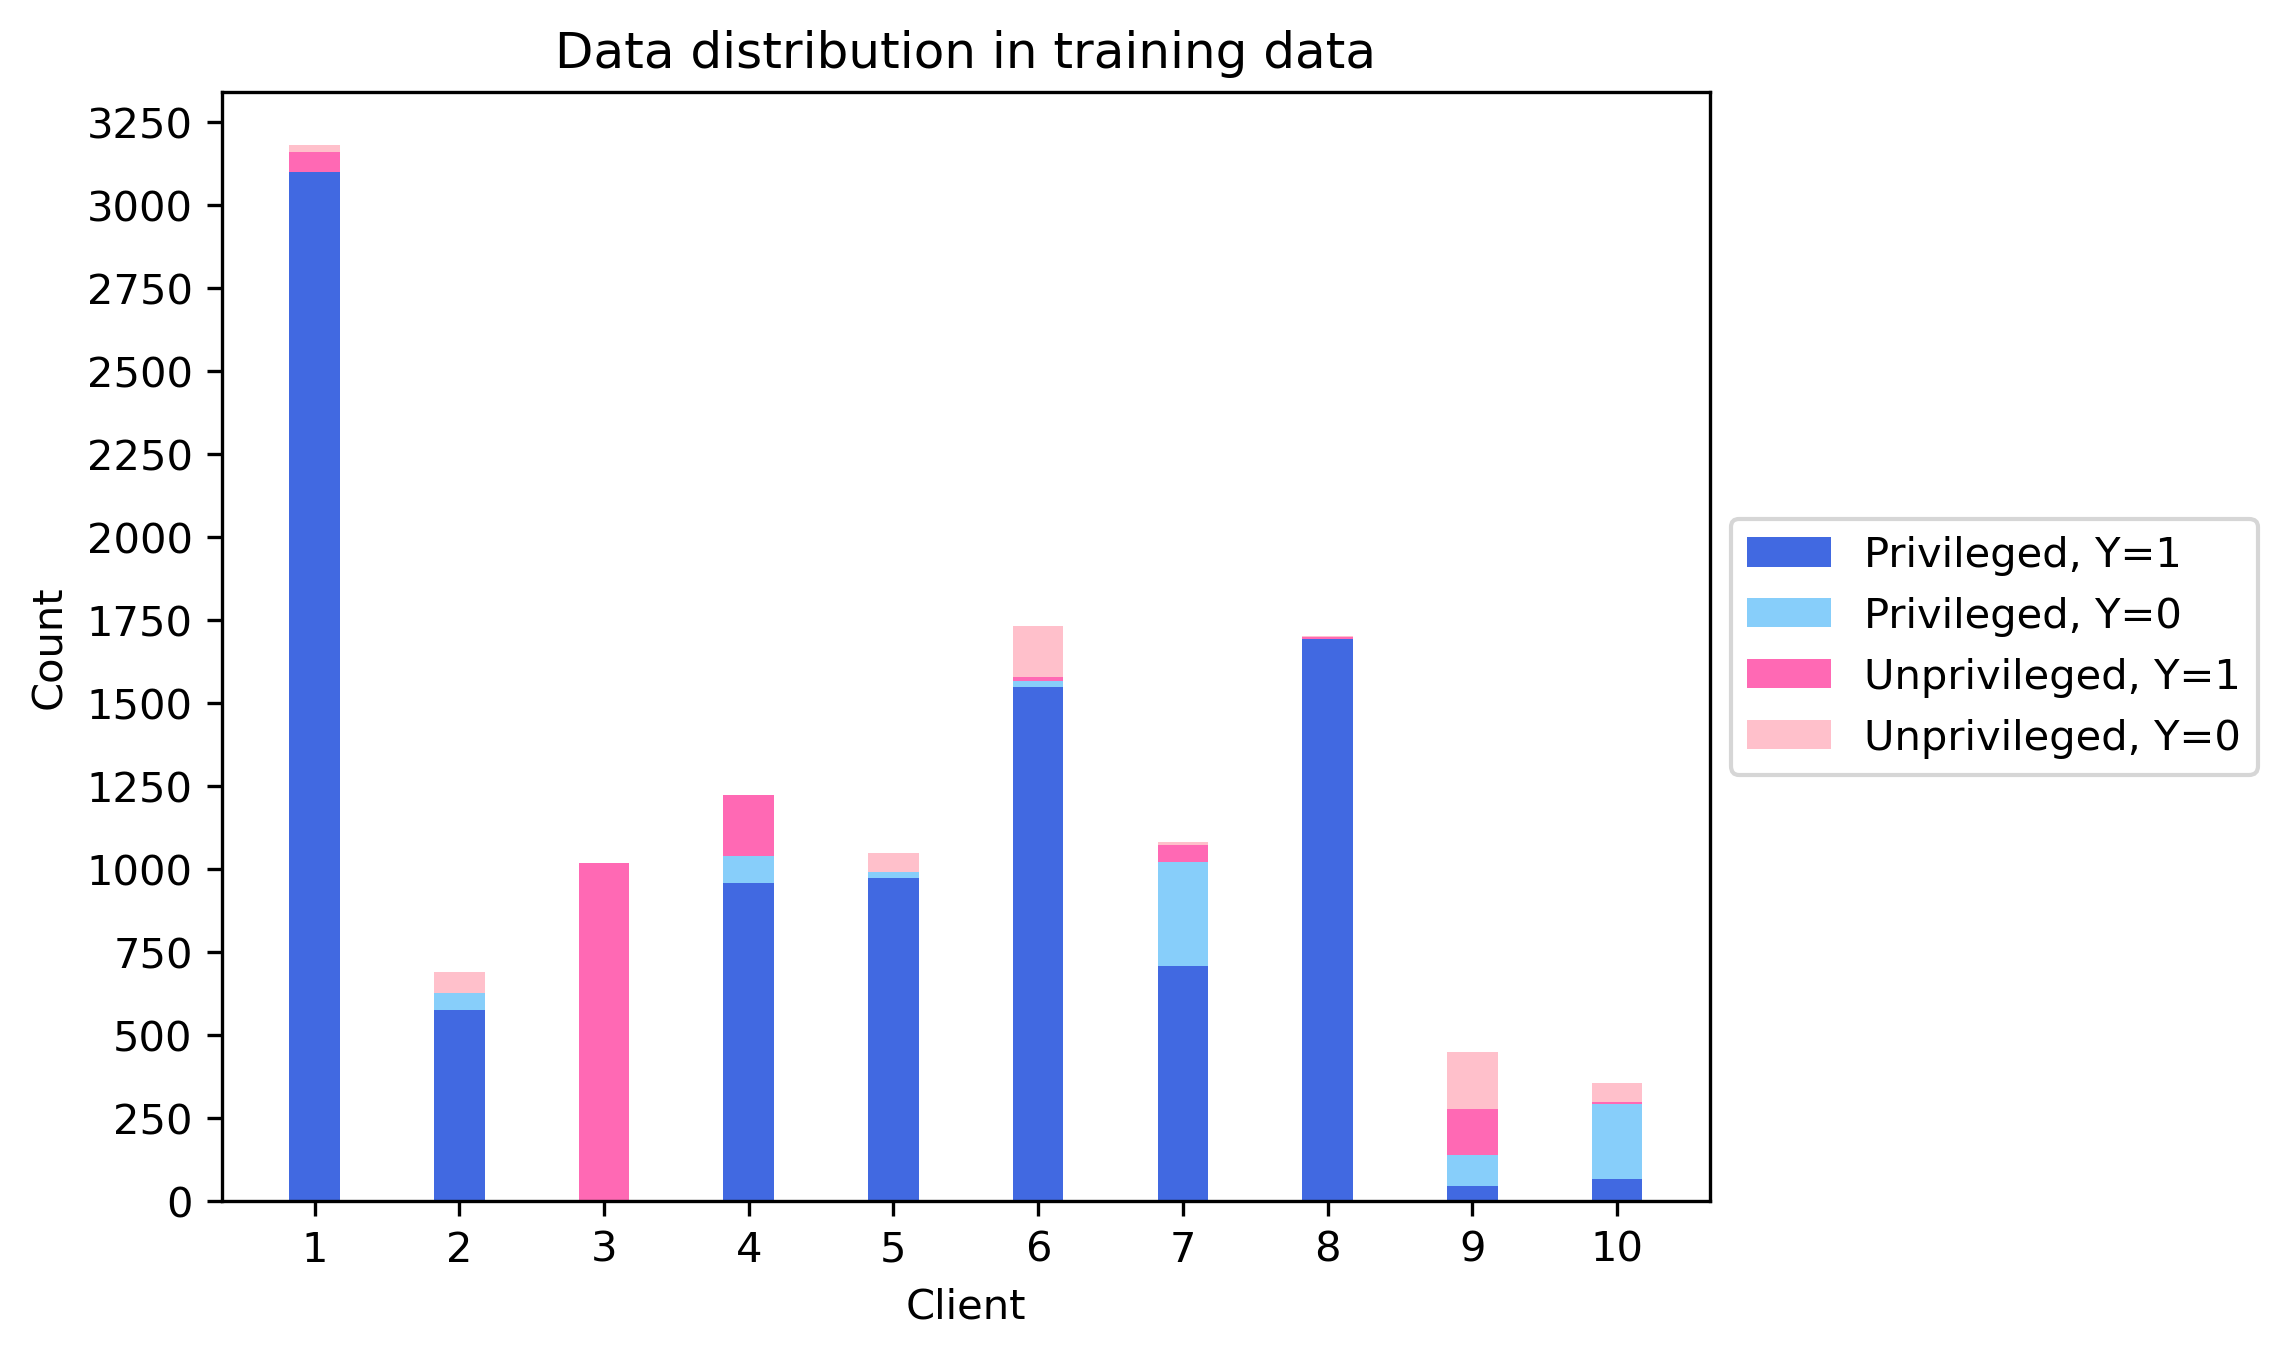 Data distribution in training data
3250
3000
2750
2500
2250
2000
1750
1500
1250
1000
750
500
250
0
Count
1 2 3 4 5 6 7 8 9 10
Client
Privileged, Y=1
Privileged, Y=0
Unprivileged, Y=1
Unprivileged, Y=0